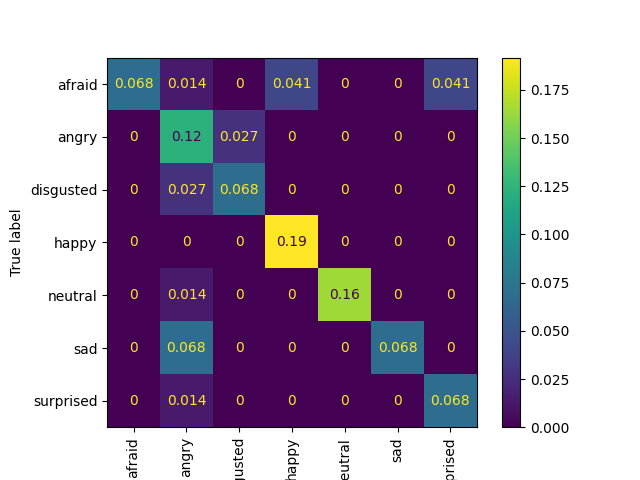 afraid 0.068 0.014 0 0.041 0 0 0.041
angry 0 0.12 0.027 0 0 0 0
disgusted 0 0.027 0.068 0 0 0 0
happy 0 0 0 0.19 0 0 0
neutral 0 0.014 0 0 0.16 0 0
sad 0 0.068 0 0 0 0.068 0
surprised 0 0.014 0 0 0 0 0.068
True label
afraid
angry
gusted
happy
eutral
sad
prised
0.175
0.150
0.125
0.100
0.075
0.050
0.025
0.000